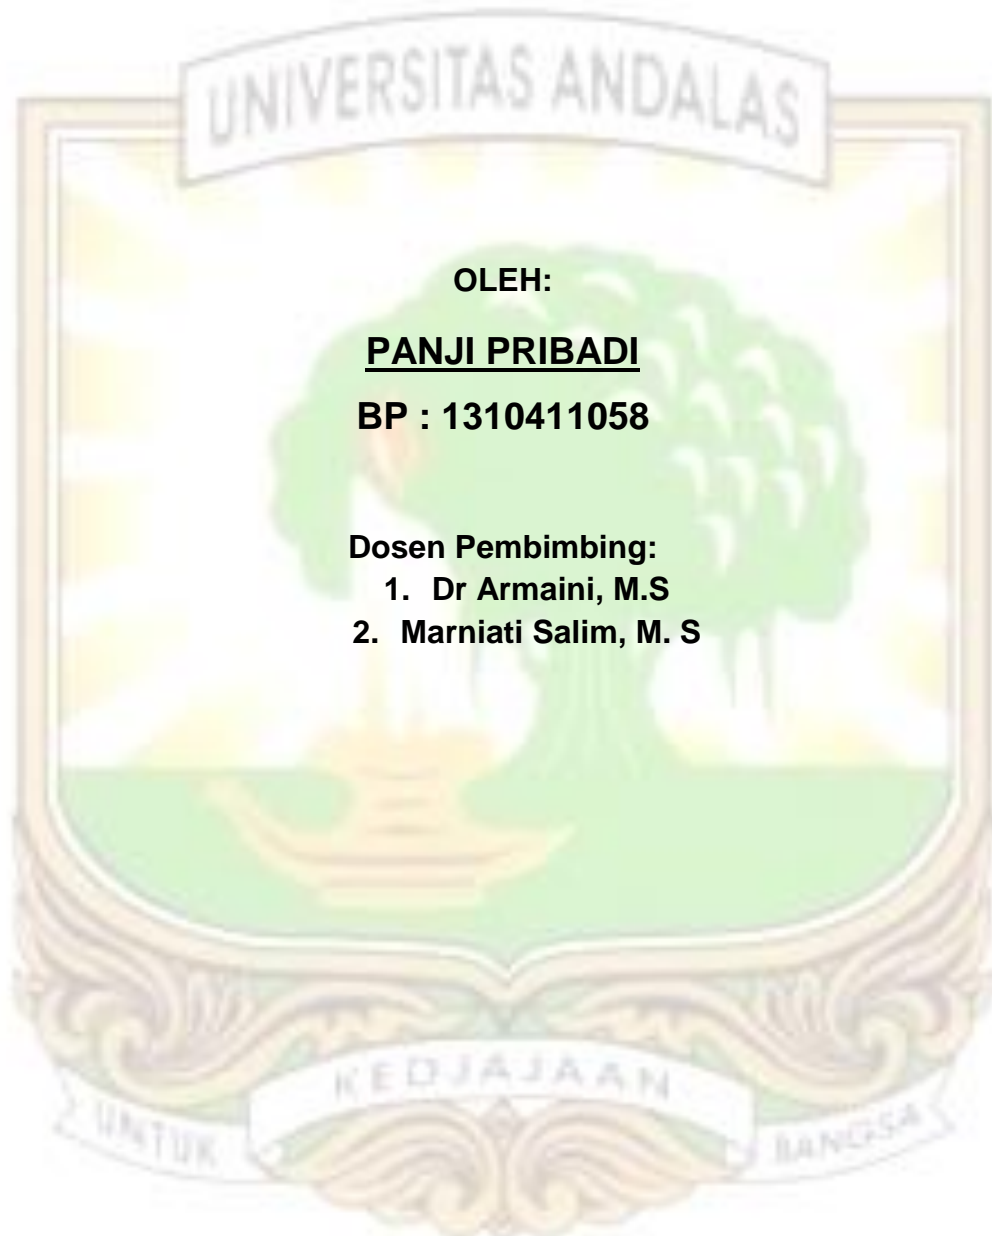 UNIVERSITAS ANDALAS
OLEH:
PANJI PRIBADI
BP : 1310411058
Dosen Pembimbing:
1. Dr Armaini, M.S
2. Marniati Salim, M. S
KEDJAJAAN
UNTUK BANGSA